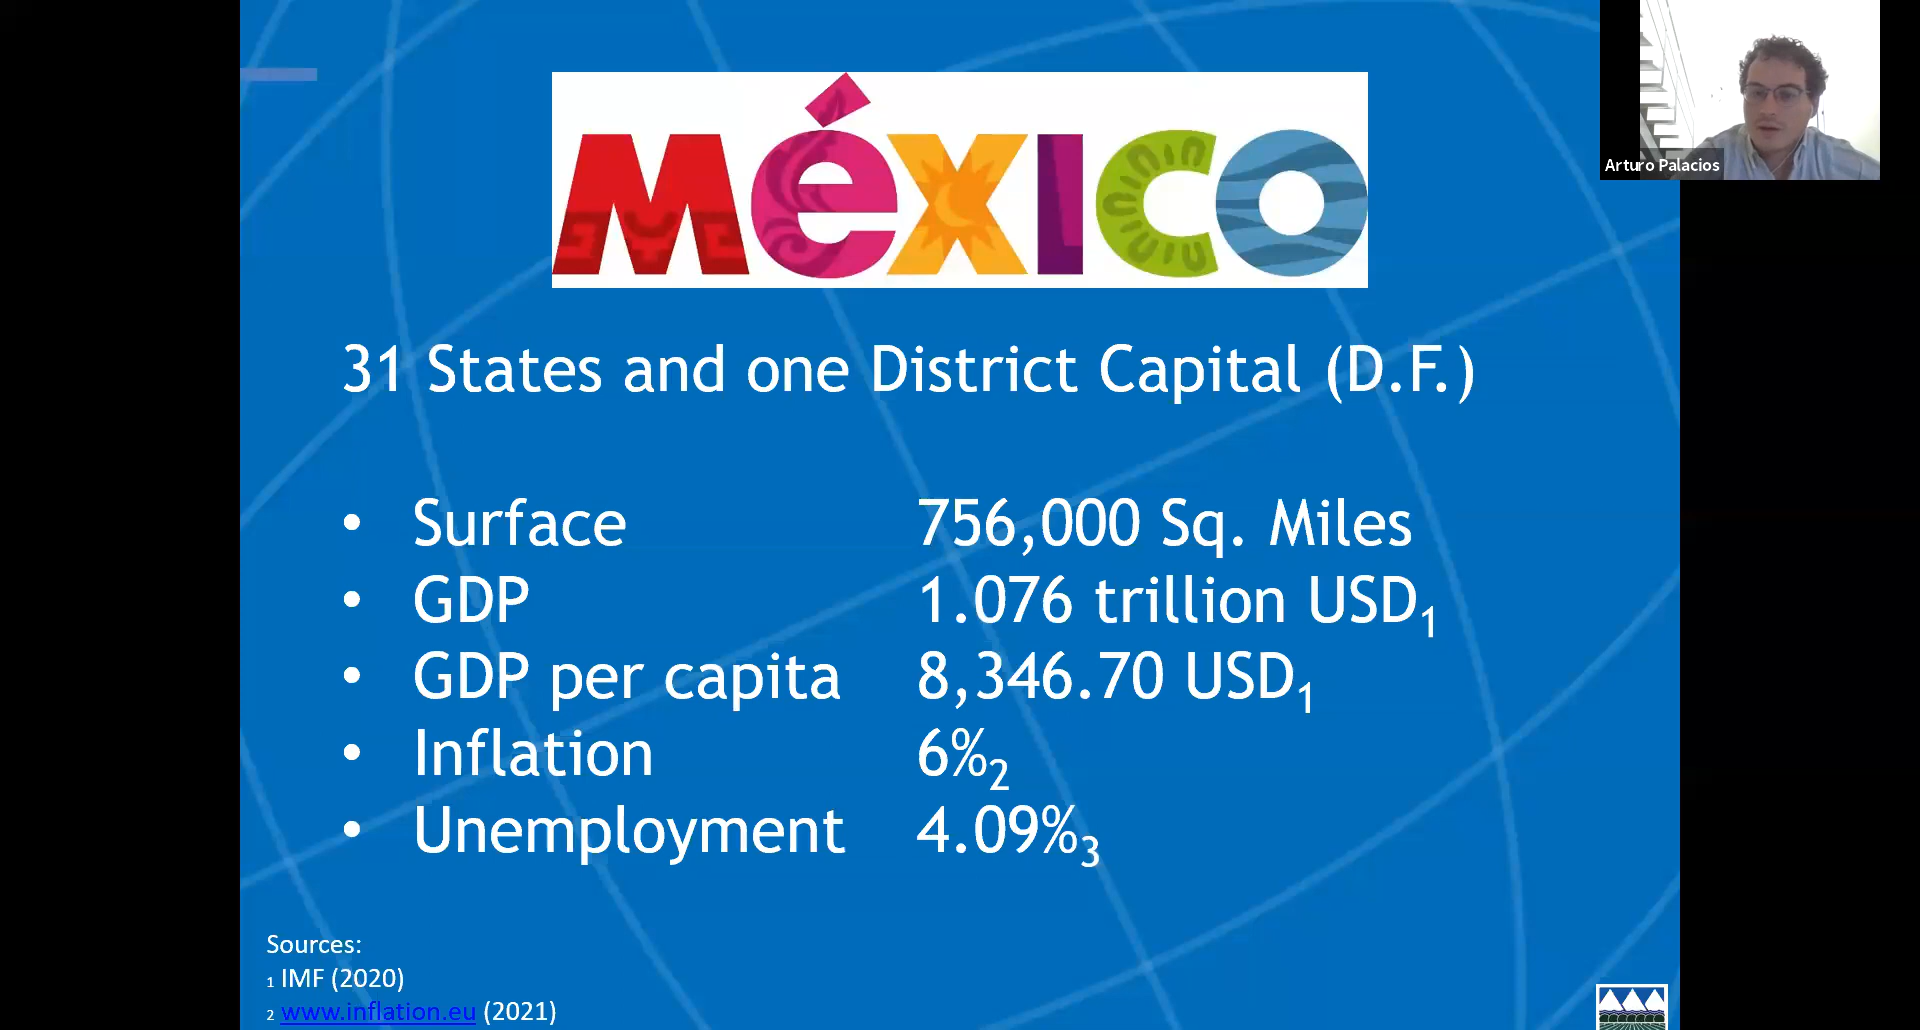 México
Arturo Palacios
31 States and one District Capital (D.F.)
• Surface 756,000 Sq. Miles
• GDP 1.076 trillion USD1
• GDP per capita 8,346.70 USD1
• Inflation 6%2
• Unemployment 4.09%3
Sources:
1 IMF (2020)
2 www.inflation.eu (2021)